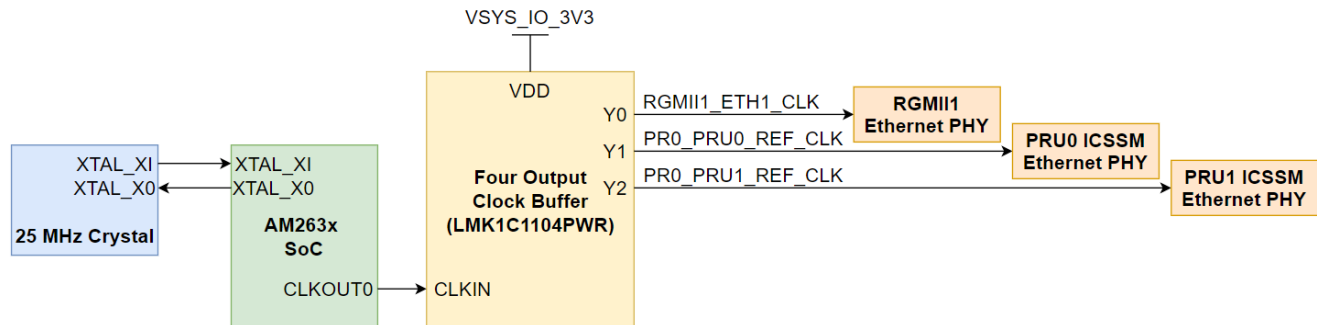 VSYS_IO_3V3
VDD
Y0
RGMII1_ETH1_CLK
RGMII1
Ethernet PHY
Y1
PR0_PRU0_REF_CLK
PRU0 ICSSM
Ethernet PHY
Y2
PR0_PRU1_REF_CLK
PRU1 ICSSM
Ethernet PHY
XTAL_XI
XTAL_X0
25 MHz Crystal
XTAL_XI
XTAL_X0
AM263x
SoC
CLKOUT0
Four Output
Clock Buffer
(LMK1C1104PWR)
CLKIN